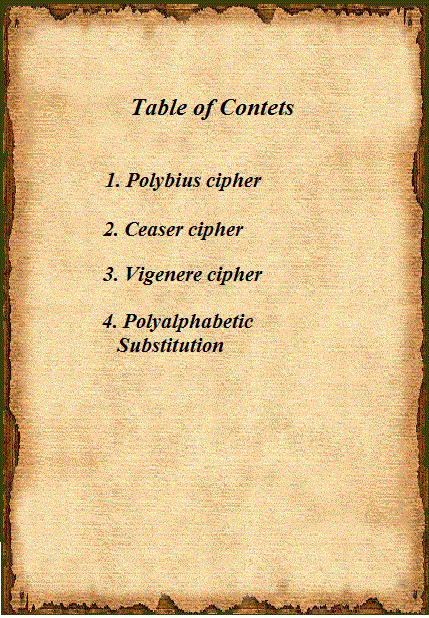 Table of Contets
1. Polybius cipher
2. Ceaser cipher
3. Vigenere cipher
4. Polyalphabetic
Substitution